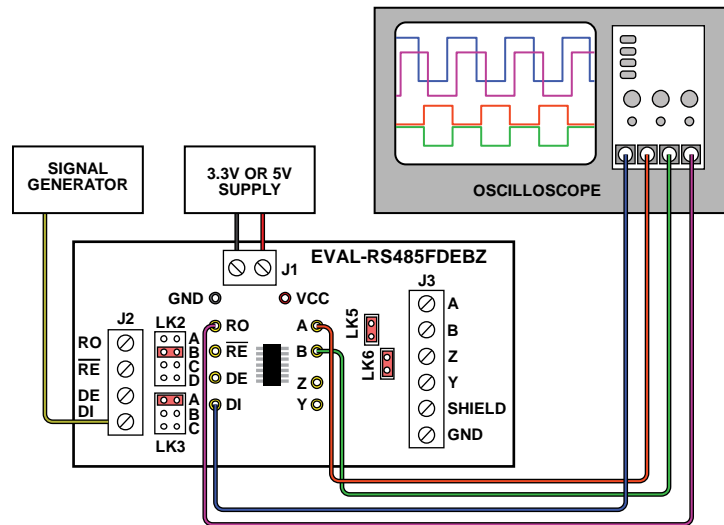 SIGNAL
GENERATOR
3.3V OR 5V
SUPPLY
OSCILLOSCOPE
EVAL-RS485FDEBZ
J1
GND
VCC
J2
RO
RE
DE
DI
LK2
A
B
C
D
LK3
A
B
C
RO
RE
DE
DI
A
B
Z
Y
LK5
LK6
J3
A
B
Z
Y
SHIELD
GND